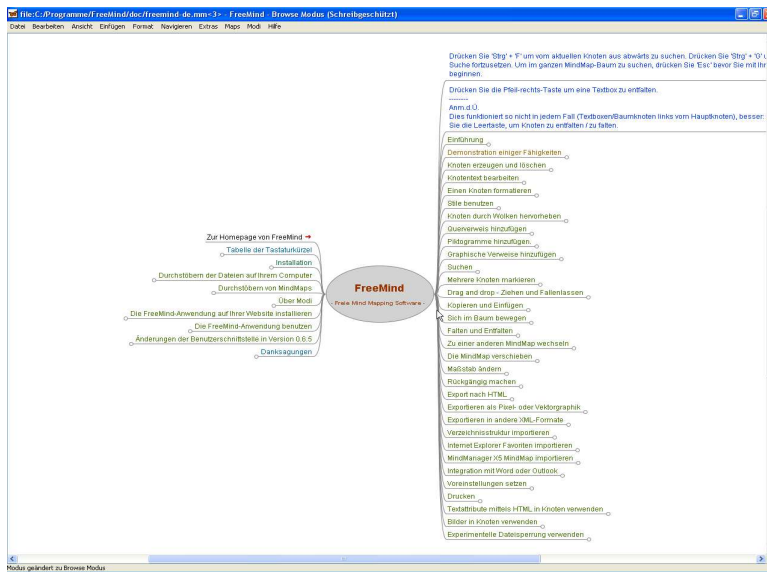 file:C:/Programme/FreeMind/doc/freemind-de.mm<3> - FreeMind - Browse Modus (Schreibgeschützt)
Datei Bearbeiten Ansicht Einfügen Format Navigieren Extras Maps Modi Hilfe
Drücken Sie 'Strg' + 'F' um vom aktuellen Knoten aus abwärts zu suchen. Drücken Sie 'Strg' + 'G' u
Suche fortzusetzen. Um im ganzen MindMap-Baum zu suchen, drücken Sie 'Esc' bevor Sie mit ihr
beginnen.
Drücken Sie die Pfeil-rechts-Taste um eine Textbox zu entfalten.
--------
Anm.d.Ü.
Dies funktioniert so nicht in jedem Fall (Textboxen/Baumknoten links vom Hauptknoten), besser:
Sie die Leertaste, um Knoten zu entfalten / zu falten.
Einführung
Demonstration einiger Fähigkeiten
Knoten erzeugen und löschen
Knotentext bearbeiten
Einen Knoten formatieren
Stile benutzen
Knoten durch Wolken hervorheben
Querverweis hinzufügen
Piktogramme hinzufügen.
Graphische Verweise hinzufügen
Suchen
Mehrere Knoten markieren
Drag and drop - Ziehen und Fallenlassen
Kopieren und Einfügen
Sich im Baum bewegen
Falten und Entfalten
Zu einer anderen MindMap wechseln
Die MindMap verschieben
Maßstab ändern
Rückgängig machen
Export nach HTML
Exportieren als Pixel- oder Vektorgraphik
Exportieren in andere XML-Formate
Verzeichnisstruktur importieren
Internet Explorer Favoriten importieren
MindManager X5 MindMap importieren
Integration mit Word oder Outlook
Voreinstellungen setzen
Drucken
Textattribute mittels HTML in Knoten verwenden
Bilder in Knoten verwenden
Experimentelle Dateisperrung verwenden
FreeMind
- Freie Mind Mapping Software -
Zur Homepage von FreeMind
Tabelle der Tastaturkürzel
Installation
Durchstöbern der Dateien auf Ihrem Computer
Durchstöbern von MindMaps
Über Modi
Die FreeMind-Anwendung auf Ihrer Website installieren
Die FreeMind-Anwendung benutzen
Änderungen der Benutzerschnittstelle in Version 0.6.5
Danksagungen
Modus geändert zu Browse Modus